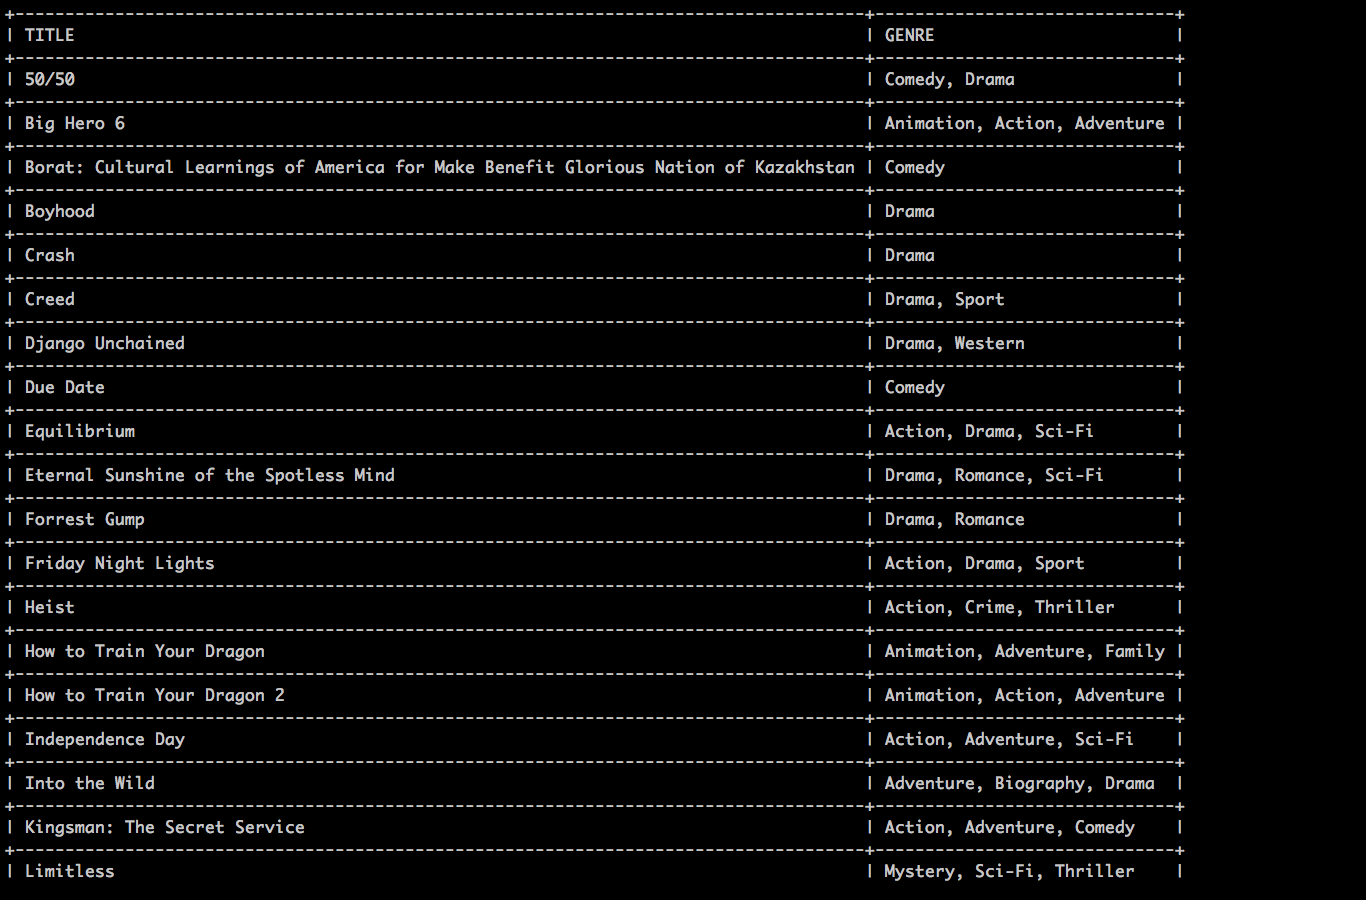 TITLE | GENRE
50/50 | Comedy, Drama
Big Hero 6 | Animation, Action, Adventure
Borat: Cultural Learnings of America for Make Benefit Glorious Nation of Kazakhstan | Comedy
Boyhood | Drama
Crash | Drama
Creed | Drama, Sport
Django Unchained | Drama, Western
Due Date | Comedy
Equilibrium | Action, Drama, Sci-Fi
Eternal Sunshine of the Spotless Mind | Drama, Romance, Sci-Fi
Forrest Gump | Drama, Romance
Friday Night Lights | Action, Drama, Sport
Heist | Action, Crime, Thriller
How to Train Your Dragon | Animation, Adventure, Family
How to Train Your Dragon 2 | Animation, Action, Adventure
Independence Day | Action, Adventure, Sci-Fi
Into the Wild | Adventure, Biography, Drama
Kingsman: The Secret Service | Action, Adventure, Comedy
Limitless | Mystery, Sci-Fi, Thriller